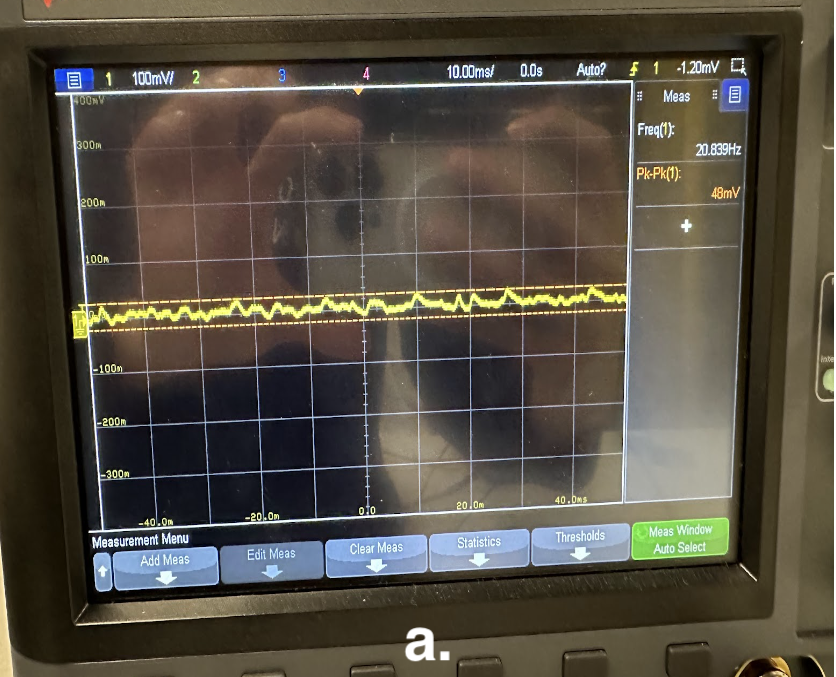 1 100mV/ 2 3 4 10.00ms/ 0.0s Auto? 1 -1.20mV
400mV
300m
200m
100m
-100m
-200m
-300m
-40.0m -20.0m 0.0 20.0m 40.0ms
Meas
Freq(1):
20.839Hz
Pk-Pk(1):
48mV
+
Measurement Menu
Add Meas
Edit Meas
Clear Meas
Statistics
Thresholds
Meas Window
Auto Select
a.